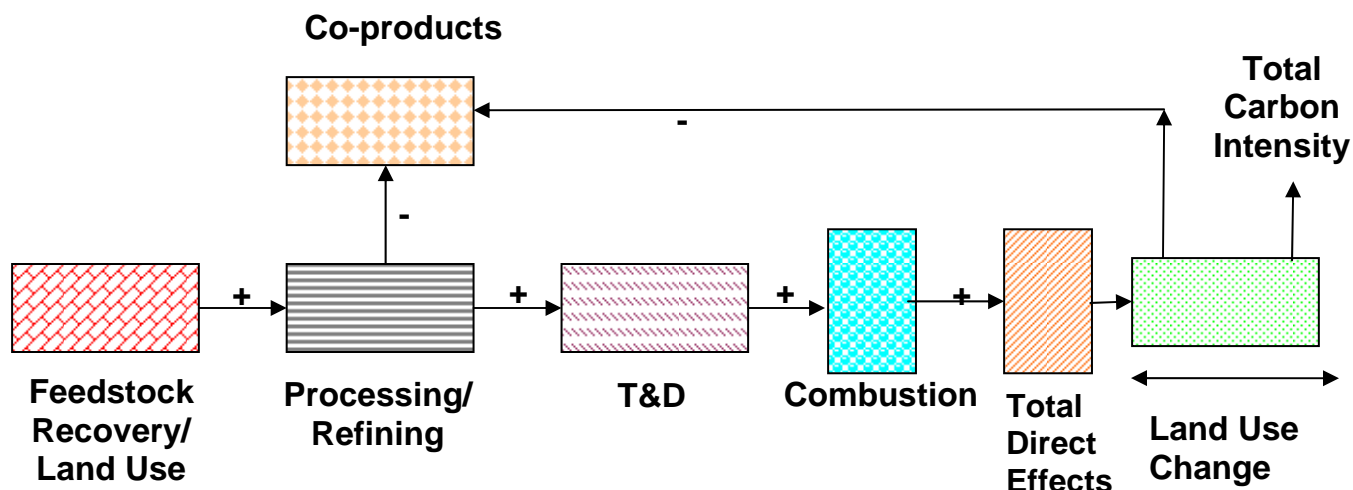 Co-products
Total
Carbon
Intensity
-
-
+
+
+
+
Feedstock
Recovery/
Land Use
Processing/
Refining
T&D
Combustion
Total
Direct
Effects
Land Use
Change